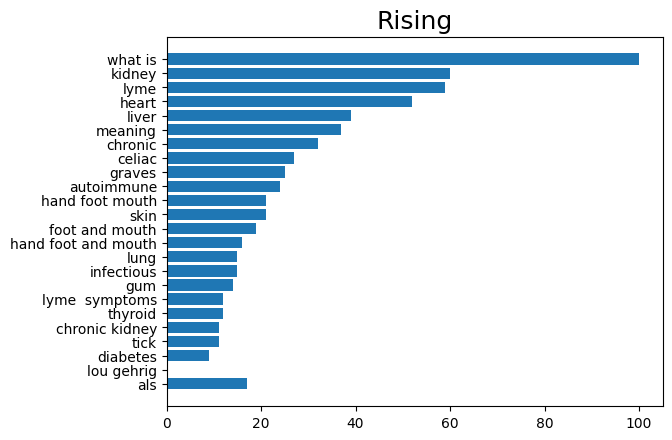 Rising
what is
kidney
lyme
heart
liver
meaning
chronic
celiac
graves
autoimmune
hand foot mouth
skin
foot and mouth
hand foot and mouth
lung
infectious
gum
lyme  symptoms
thyroid
chronic kidney
tick
diabetes
lou gehrig
als
0 20 40 60 80 100